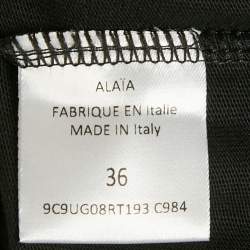 ALAÏA
FABRIQUE EN Italie
MADE IN Italy
36
9C9UG08RT193 C984